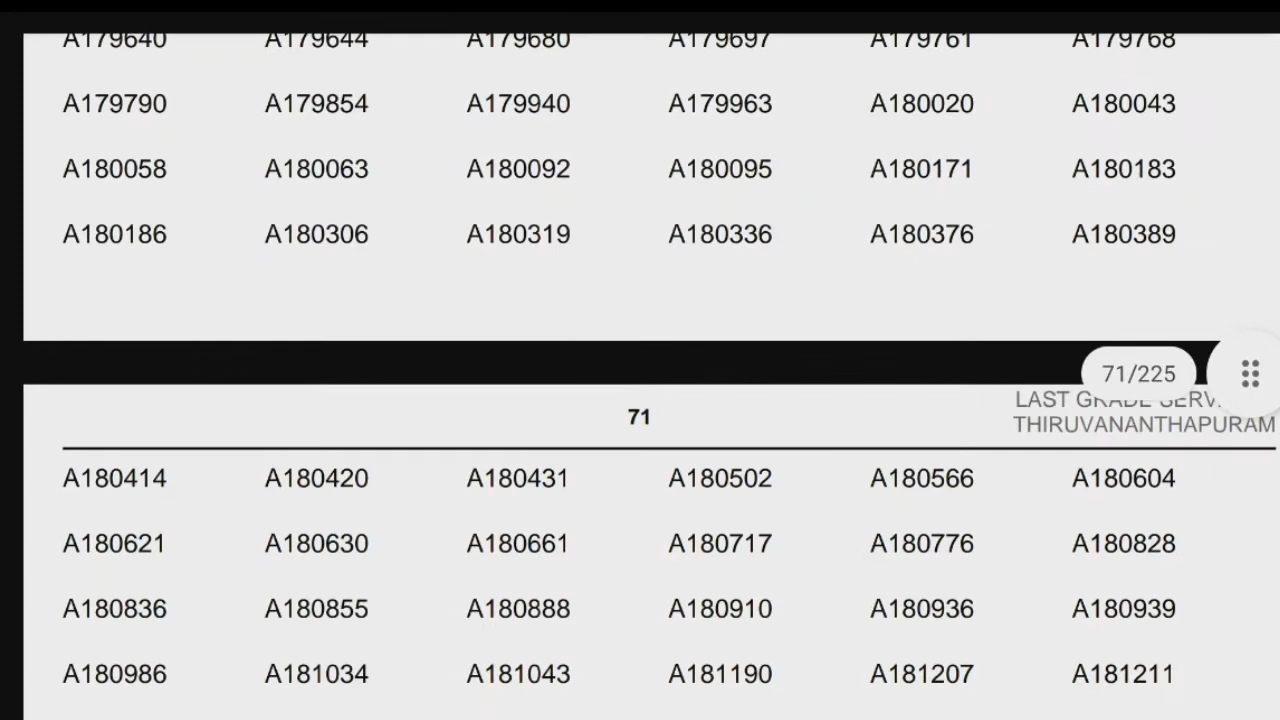 A179640 A179644 A179680 A179697 A179761 A179768
A179790 A179854 A179940 A179963 A180020 A180043
A180058 A180063 A180092 A180095 A180171 A180183
A180186 A180306 A180319 A180336 A180376 A180389
71/225
LAST GRADE
71
THIRUVANANTHAPURAM
A180414 A180420 A180431 A180502 A180566 A180604
A180621 A180630 A180661 A180717 A180776 A180828
A180836 A180855 A180888 A180910 A180936 A180939
A180986 A181034 A181043 A181190 A181207 A181211